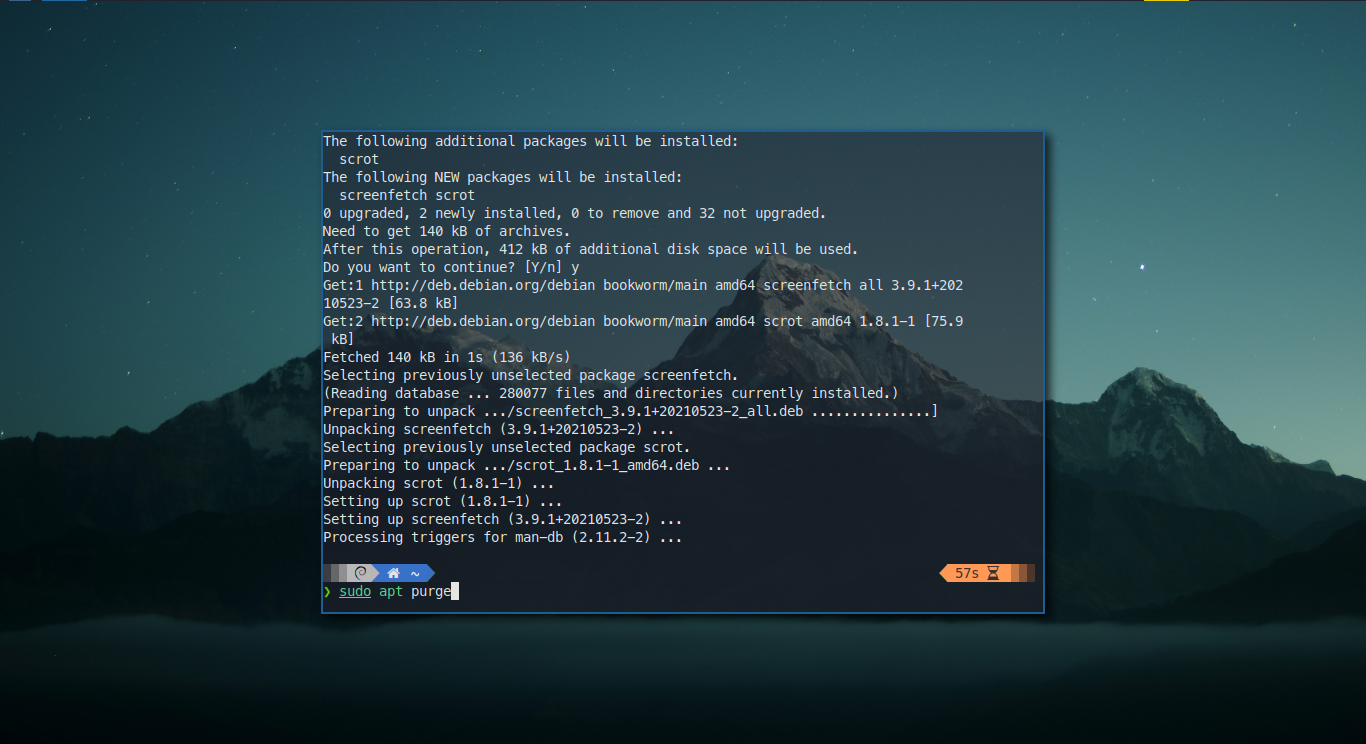 The following additional packages will be installed:
  scrot
The following NEW packages will be installed:
  screenfetch scrot
0 upgraded, 2 newly installed, 0 to remove and 32 not upgraded.
Need to get 140 kB of archives.
After this operation, 412 kB of additional disk space will be used.
Do you want to continue? [Y/n] y
Get:1 http://deb.debian.org/debian bookworm/main amd64 screenfetch all 3.9.1+202
10523-2 [63.8 kB]
Get:2 http://deb.debian.org/debian bookworm/main amd64 scrot amd64 1.8.1-1 [75.9
 kB]
Fetched 140 kB in 1s (136 kB/s)
Selecting previously unselected package screenfetch.
(Reading database ... 280077 files and directories currently installed.)
Preparing to unpack .../screenfetch_3.9.1+20210523-2_all.deb ...............]
Unpacking screenfetch (3.9.1+20210523-2) ...
Selecting previously unselected package scrot.
Preparing to unpack .../scrot_1.8.1-1_amd64.deb ...
Unpacking scrot (1.8.1-1) ...
Setting up scrot (1.8.1-1) ...
Setting up screenfetch (3.9.1+20210523-2) ...
Processing triggers for man-db (2.11.2-2) ...
~ 57s
❯ sudo apt purge